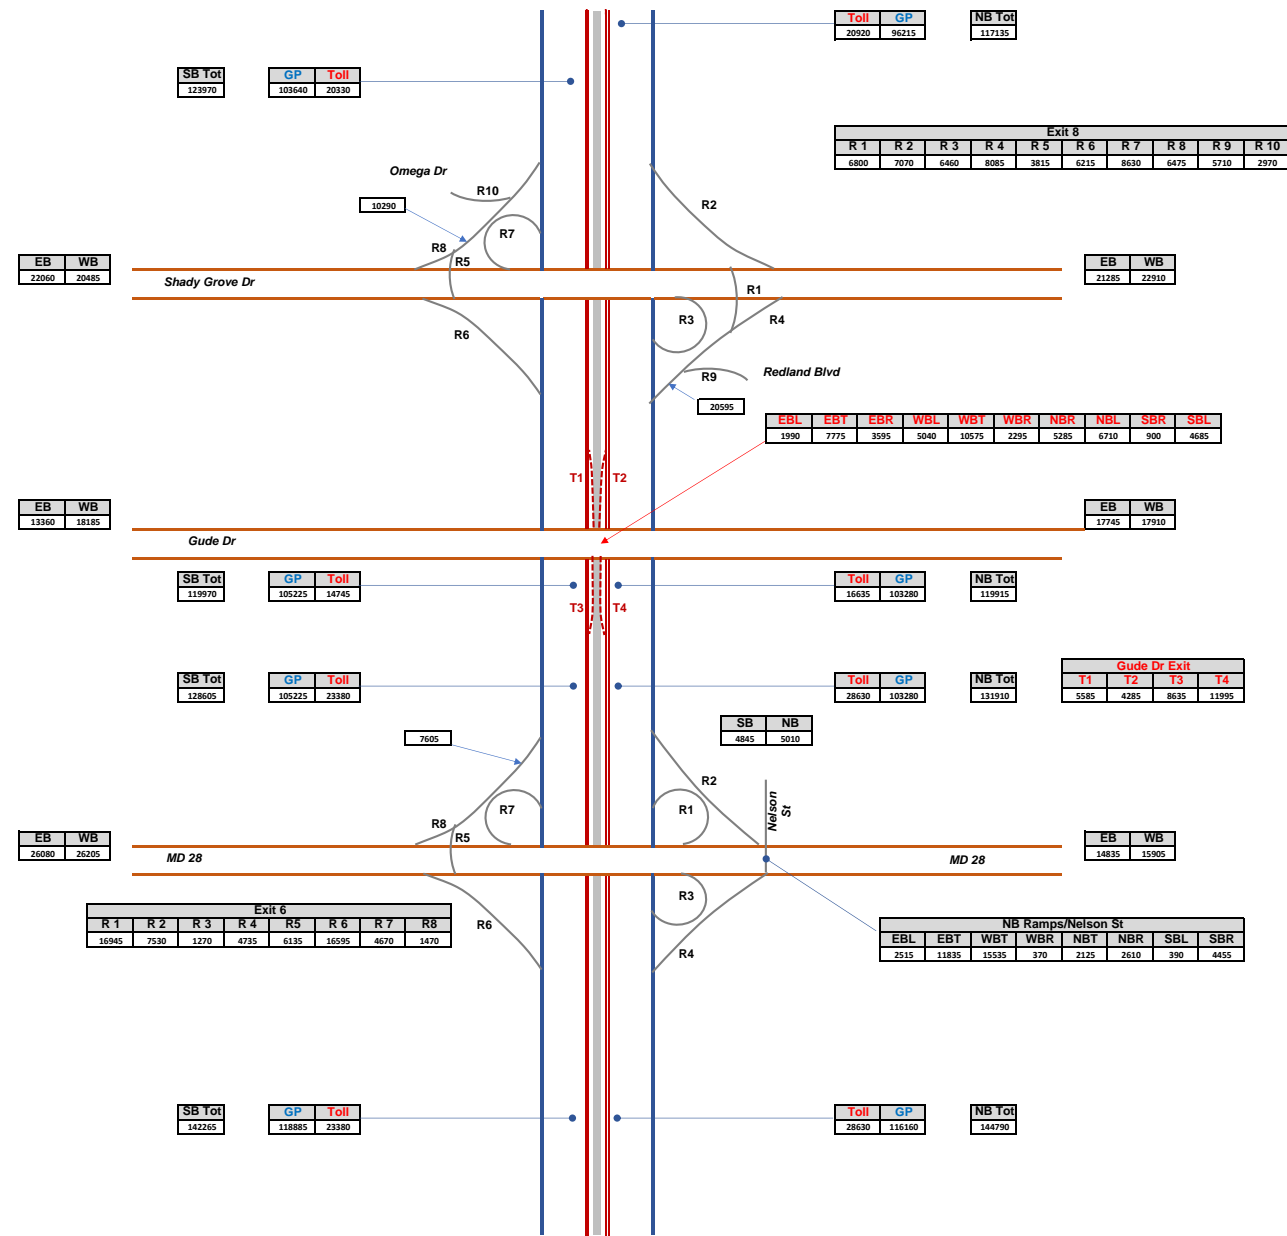 Toll GP NB Tot
20920 96215 117135
SB Tot GP Toll
123970 103640 20330
Exit 8
R 1 R 2 R 3 R 4 R 5 R 6 R 7 R 8 R 9 R 10
6800 7070 6460 8085 3815 6215 8630 6475 5710 2970
Omega Dr
R10
10290
R2
R7
R8
R5
EB WB
22060 20485
EB WB
21285 22910
Shady Grove Dr
R1
R3
R4
R6
R9
Redland Blvd
20595
EBL EBT EBR WBL WBT WBR NBR NBL SBR SBL
1990 7775 3595 5040 10575 2295 5285 6710 900 4685
T1 T2
EB WB
13360 18185
EB WB
17745 17910
Gude Dr
SB Tot GP Toll
119970 105225 14745
Toll GP NB Tot
16635 103280 119915
T3 T4
SB Tot GP Toll
128605 105225 23380
Toll GP NB Tot
28630 103280 131910
Gude Dr Exit
T1 T2 T3 T4
5585 4285 8635 11995
SB NB
4845 5010
7605
R2
R7
R1
Nelson
St
R8
R5
EB WB
26080 26205
EB WB
14835 15905
MD 28
MD 28
R3
Exit 6
R 1 R 2 R 3 R 4 R5 R 6 R 7 R8
16945 7530 1270 4735 6135 16595 4670 1470
R6
R4
NB Ramps/Nelson St
EBL EBT WBT WBR NBT NBR SBL SBR
2515 11835 15535 370 2125 2610 390 4455
SB Tot GP Toll
142265 118885 23380
Toll GP NB Tot
28630 116160 144790